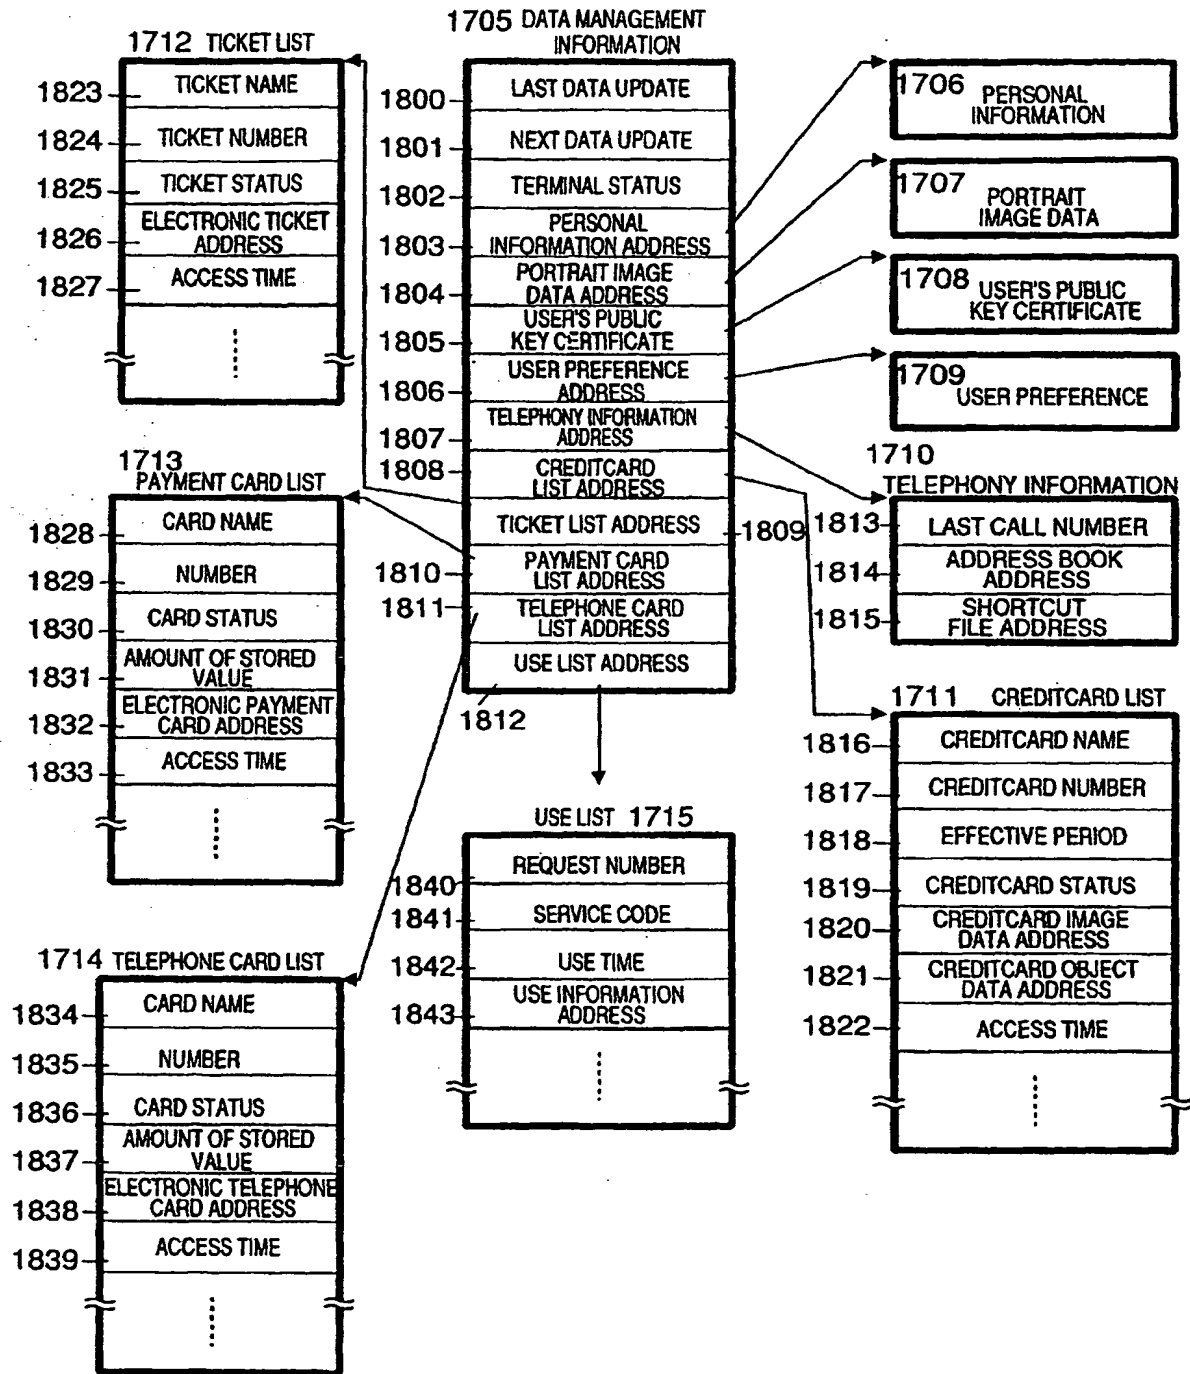 1712 TICKET LIST
1823 TICKET NAME
1824 TICKET NUMBER
1825 TICKET STATUS
1826 ELECTRONIC TICKET
ADDRESS
1827 ACCESS TIME
1713
PAYMENT CARD LIST
1828 CARD NAME
1829 NUMBER
1830 CARD STATUS
1831 AMOUNT OF STORED
VALUE
1832 ELECTRONIC PAYMENT
CARD ADDRESS
1833 ACCESS TIME
1714 TELEPHONE CARD LIST
1834 CARD NAME
1835 NUMBER
1836 CARD STATUS
1837 AMOUNT OF STORED
VALUE
1838 ELECTRONIC TELEPHONE
CARD ADDRESS
1839 ACCESS TIME
1705 DATA MANAGEMENT
INFORMATION
1800 LAST DATA UPDATE
1801 NEXT DATA UPDATE
1802 TERMINAL STATUS
1803 PERSONAL
INFORMATION ADDRESS
1804 PORTRAIT IMAGE
DATA ADDRESS
1805 USER'S PUBLIC
KEY CERTIFICATE
1806 USER PREFERENCE
ADDRESS
1807 TELEPHONY INFORMATION
ADDRESS
1808 CREDITCARD
LIST ADDRESS
TICKET LIST ADDRESS 1809
1810 PAYMENT CARD
LIST ADDRESS
1811 TELEPHONE CARD
LIST ADDRESS
USE LIST ADDRESS
1812
USE LIST 1715
1840 REQUEST NUMBER
1841 SERVICE CODE
1842 USE TIME
1843 USE INFORMATION
ADDRESS
1706 PERSONAL
INFORMATION
1707 PORTRAIT
IMAGE DATA
1708 USER'S PUBLIC
KEY CERTIFICATE
1709 USER PREFERENCE
1710
TELEPHONY INFORMATION
1813 LAST CALL NUMBER
1814 ADDRESS BOOK
ADDRESS
1815 SHORTCUT
FILE ADDRESS
1711 CREDITCARD LIST
1816 CREDITCARD NAME
1817 CREDITCARD NUMBER
1818 EFFECTIVE PERIOD
1819 CREDITCARD STATUS
1820 CREDITCARD IMAGE
DATA ADDRESS
1821 CREDITCARD OBJECT
DATA ADDRESS
1822 ACCESS TIME